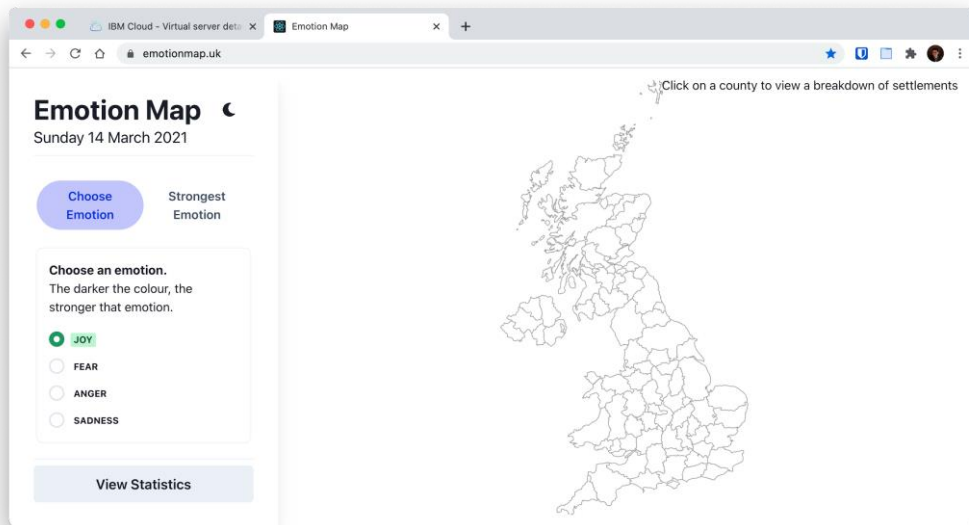 IBM Cloud - Virtual server deta
Emotion Map
emotionmap.uk
Click on a county to view a breakdown of settlements
Emotion Map
Sunday 14 March 2021
Choose
Emotion
Strongest
Emotion
Choose an emotion.
The darker the colour, the
stronger that emotion.
JOY
FEAR
ANGER
SADNESS
View Statistics